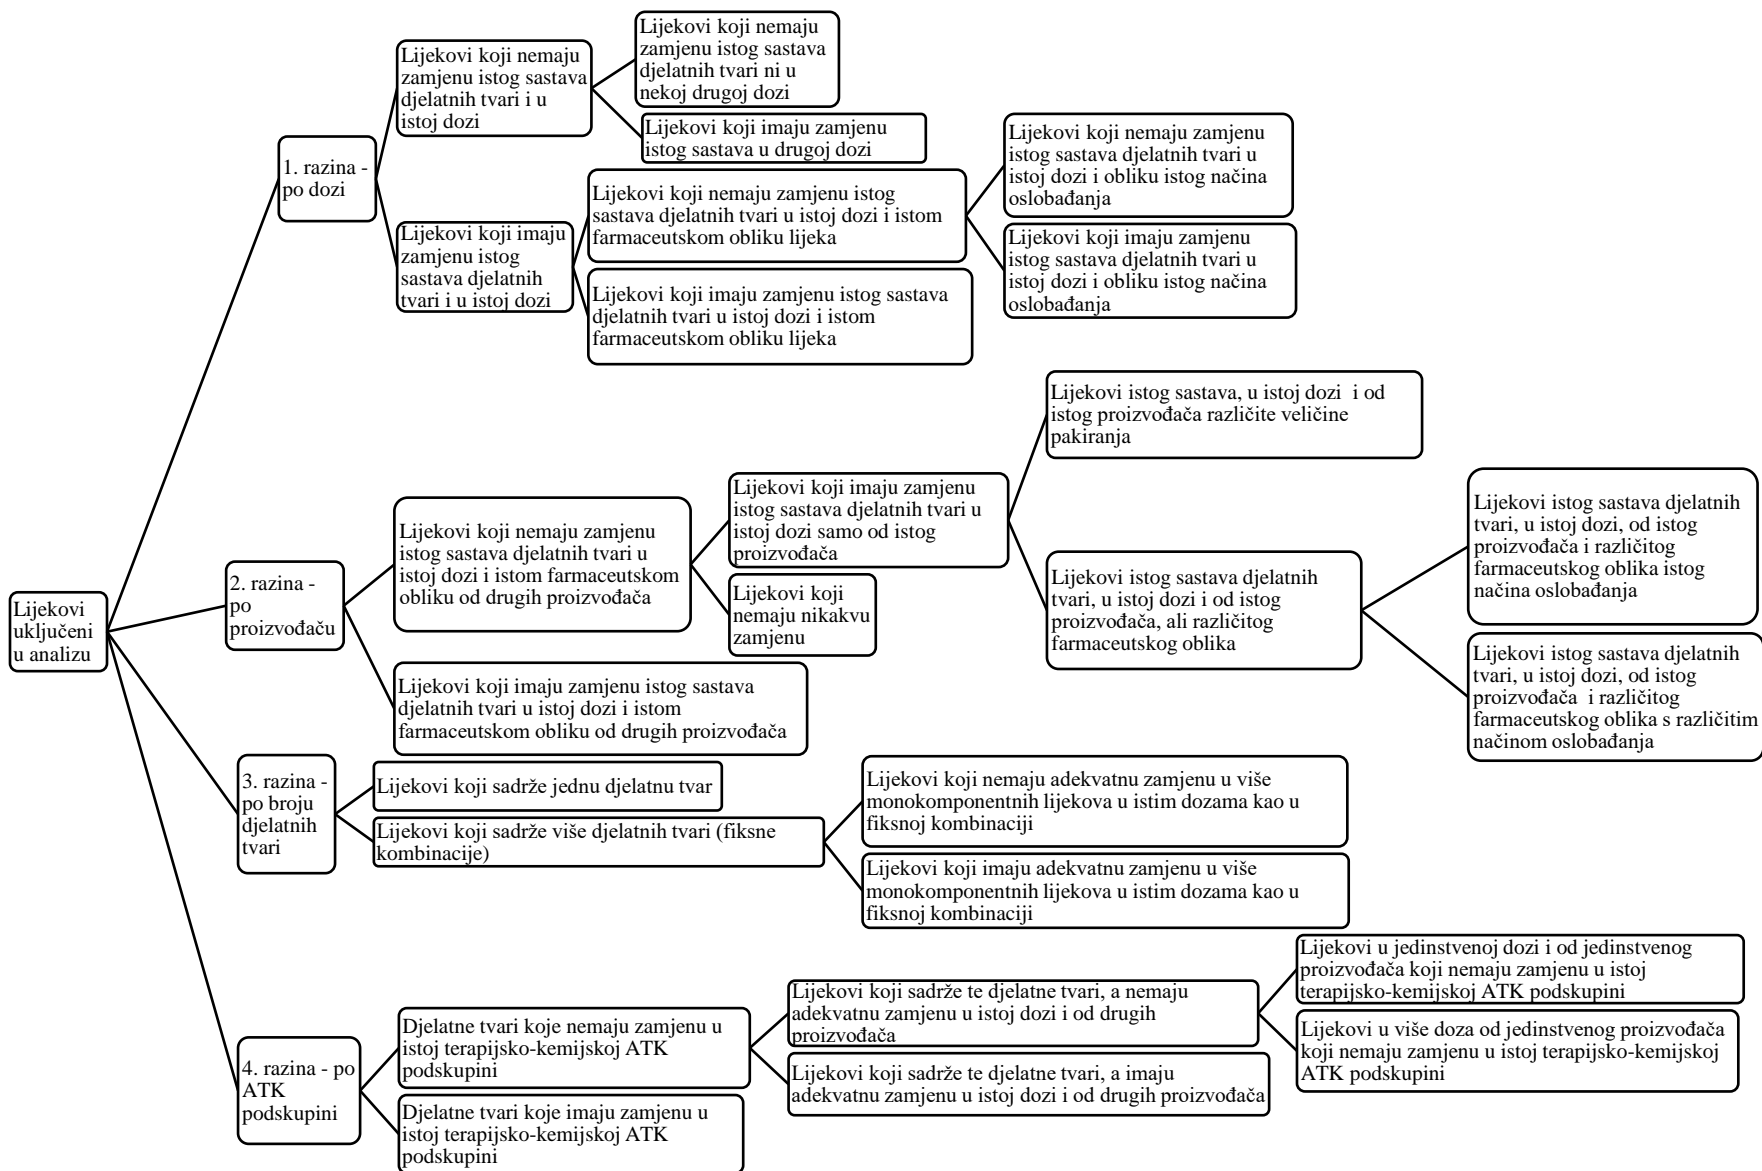 Lijekovi
uključeni
u analizu
1. razina -
po dozi
Lijekovi koji nemaju
zamjenu istog sastava
djelatnih tvari i u
istoj dozi
Lijekovi koji nemaju
zamjenu istog sastava
djelatnih tvari ni u
nekoj drugoj dozi
Lijekovi koji imaju zamjenu
istog sastava u drugoj dozi
Lijekovi koji imaju
zamjenu istog
sastava djelatnih
tvari i u istoj dozi
Lijekovi koji nemaju zamjenu istog
sastava djelatnih tvari u istoj dozi i istom
farmaceutskom obliku lijeka
Lijekovi koji nemaju zamjenu
istog sastava djelatnih tvari u
istoj dozi i obliku istog načina
oslobađanja
Lijekovi koji imaju zamjenu
istog sastava djelatnih tvari u
istoj dozi i obliku istog načina
oslobađanja
Lijekovi koji imaju zamjenu istog sastava
djelatnih tvari u istoj dozi i istom
farmaceutskom obliku lijeka
2. razina -
po
proizvođaču
Lijekovi koji nemaju zamjenu
istog sastava djelatnih tvari u
istoj dozi i istom farmaceutskom
obliku od drugih proizvođača
Lijekovi koji imaju zamjenu
istog sastava djelatnih tvari u
istoj dozi samo od istog
proizvođača
Lijekovi istog sastava, u istoj dozi i od
istog proizvođača različite veličine
pakiranja
Lijekovi istog sastava djelatnih
tvari, u istoj dozi i od istog
proizvođača, ali različitog
farmaceutskog oblika
Lijekovi istog sastava djelatnih
tvari, u istoj dozi, od istog
proizvođača i različitog
farmaceutskog oblika istog
načina oslobađanja
Lijekovi istog sastava djelatnih
tvari, u istoj dozi, od istog
proizvođača i različitog
farmaceutskog oblika s različitim
načinom oslobađanja
Lijekovi koji
nemaju nikakvu
zamjenu
Lijekovi koji imaju zamjenu istog sastava
djelatnih tvari u istoj dozi i istom
farmaceutskom obliku od drugih proizvođača
3. razina -
po broju
djelatnih
tvari
Lijekovi koji sadrže jednu djelatnu tvar
Lijekovi koji sadrže više djelatnih tvari (fiksne
kombinacije)
Lijekovi koji nemaju adekvatnu zamjenu u više
monokomponentnih lijekova u istim dozama kao u
fiksnoj kombinaciji
Lijekovi koji imaju adekvatnu zamjenu u više
monokomponentnih lijekova u istim dozama kao u
fiksnoj kombinaciji
4. razina - po
ATK
podskupini
Djelatne tvari koje nemaju zamjenu u
istoj terapijsko-kemijskoj ATK
podskupini
Lijekovi koji sadrže te djelatne tvari, a nemaju
adekvatnu zamjenu u istoj dozi i od drugih
proizvođača
Lijekovi u jedinstvenoj dozi i od jedinstvenog
proizvođača koji nemaju zamjenu u istoj
terapijsko-kemijskoj ATK podskupini
Lijekovi u više doza od jedinstvenog proizvođača
koji nemaju zamjenu u istoj terapijsko-kemijskoj
ATK podskupini
Lijekovi koji sadrže te djelatne tvari, a imaju
adekvatnu zamjenu u istoj dozi i od drugih proizvođača
Djelatne tvari koje imaju zamjenu u
istoj terapijsko-kemijskoj ATK
podskupini